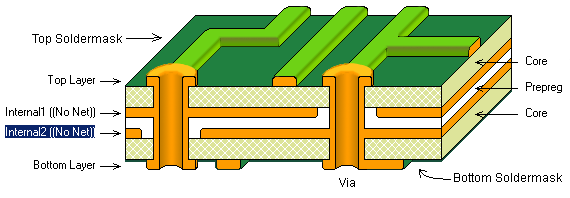 Top Soldermask
Top Layer
Internal1 ((No Net))
Internal2 ((No Net))
Bottom Layer
Core
Prepreg
Core
Via
Bottom Soldermask